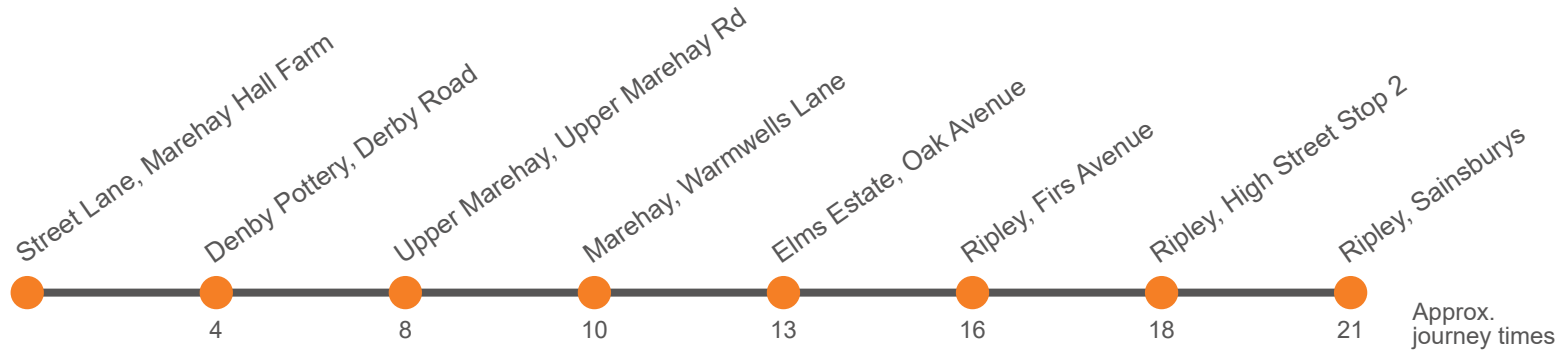 Street Lane, Marehay Hall Farm
Denby Pottery, Derby Road
Upper Marehay, Upper Marehay Rd
Marehay, Warmwells Lane
Elms Estate, Oak Avenue
Ripley, Firs Avenue
Ripley, High Street Stop 2
Ripley, Sainsburys
4
8
10
13
16
18
21
Approx.
journey times